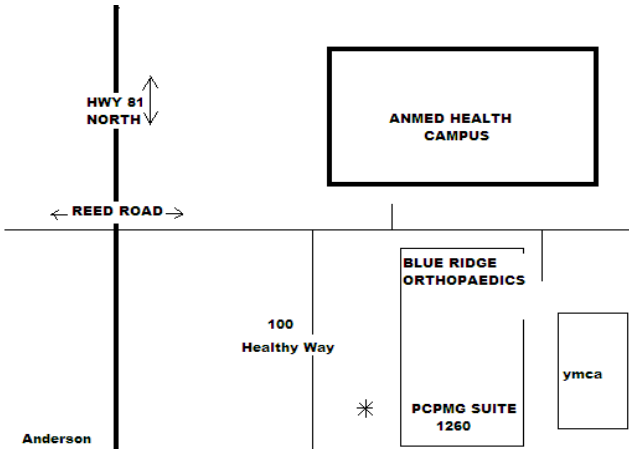 HWY 81
NORTH
ANMED HEALTH
CAMPUS
REED ROAD
BLUE RIDGE
ORTHOPAEDICS
100
Healthy Way
ymca
PCPMG SUITE
1260
Anderson